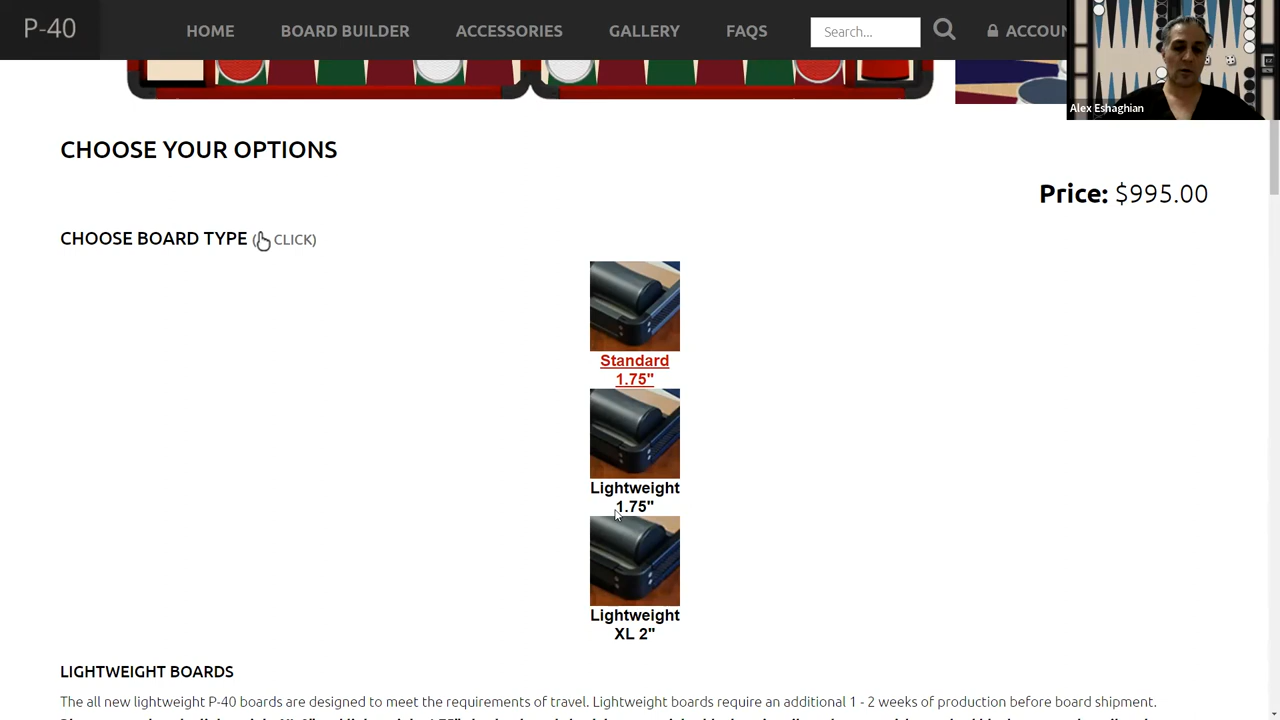 P-40
HOME
BOARD BUILDER
ACCESSORIES
GALLERY
FAQS
Search...
ACCOUN
Alex Eshaghian
CHOOSE YOUR OPTIONS
Price: $995.00
CHOOSE BOARD TYPE (CLICK)
Standard
1.75"
Lightweight
1.75"
Lightweight
XL 2"
LIGHTWEIGHT BOARDS
The all new lightweight P-40 boards are designed to meet the requirements of travel. Lightweight boards require an additional 1 - 2 weeks of production before board shipment.